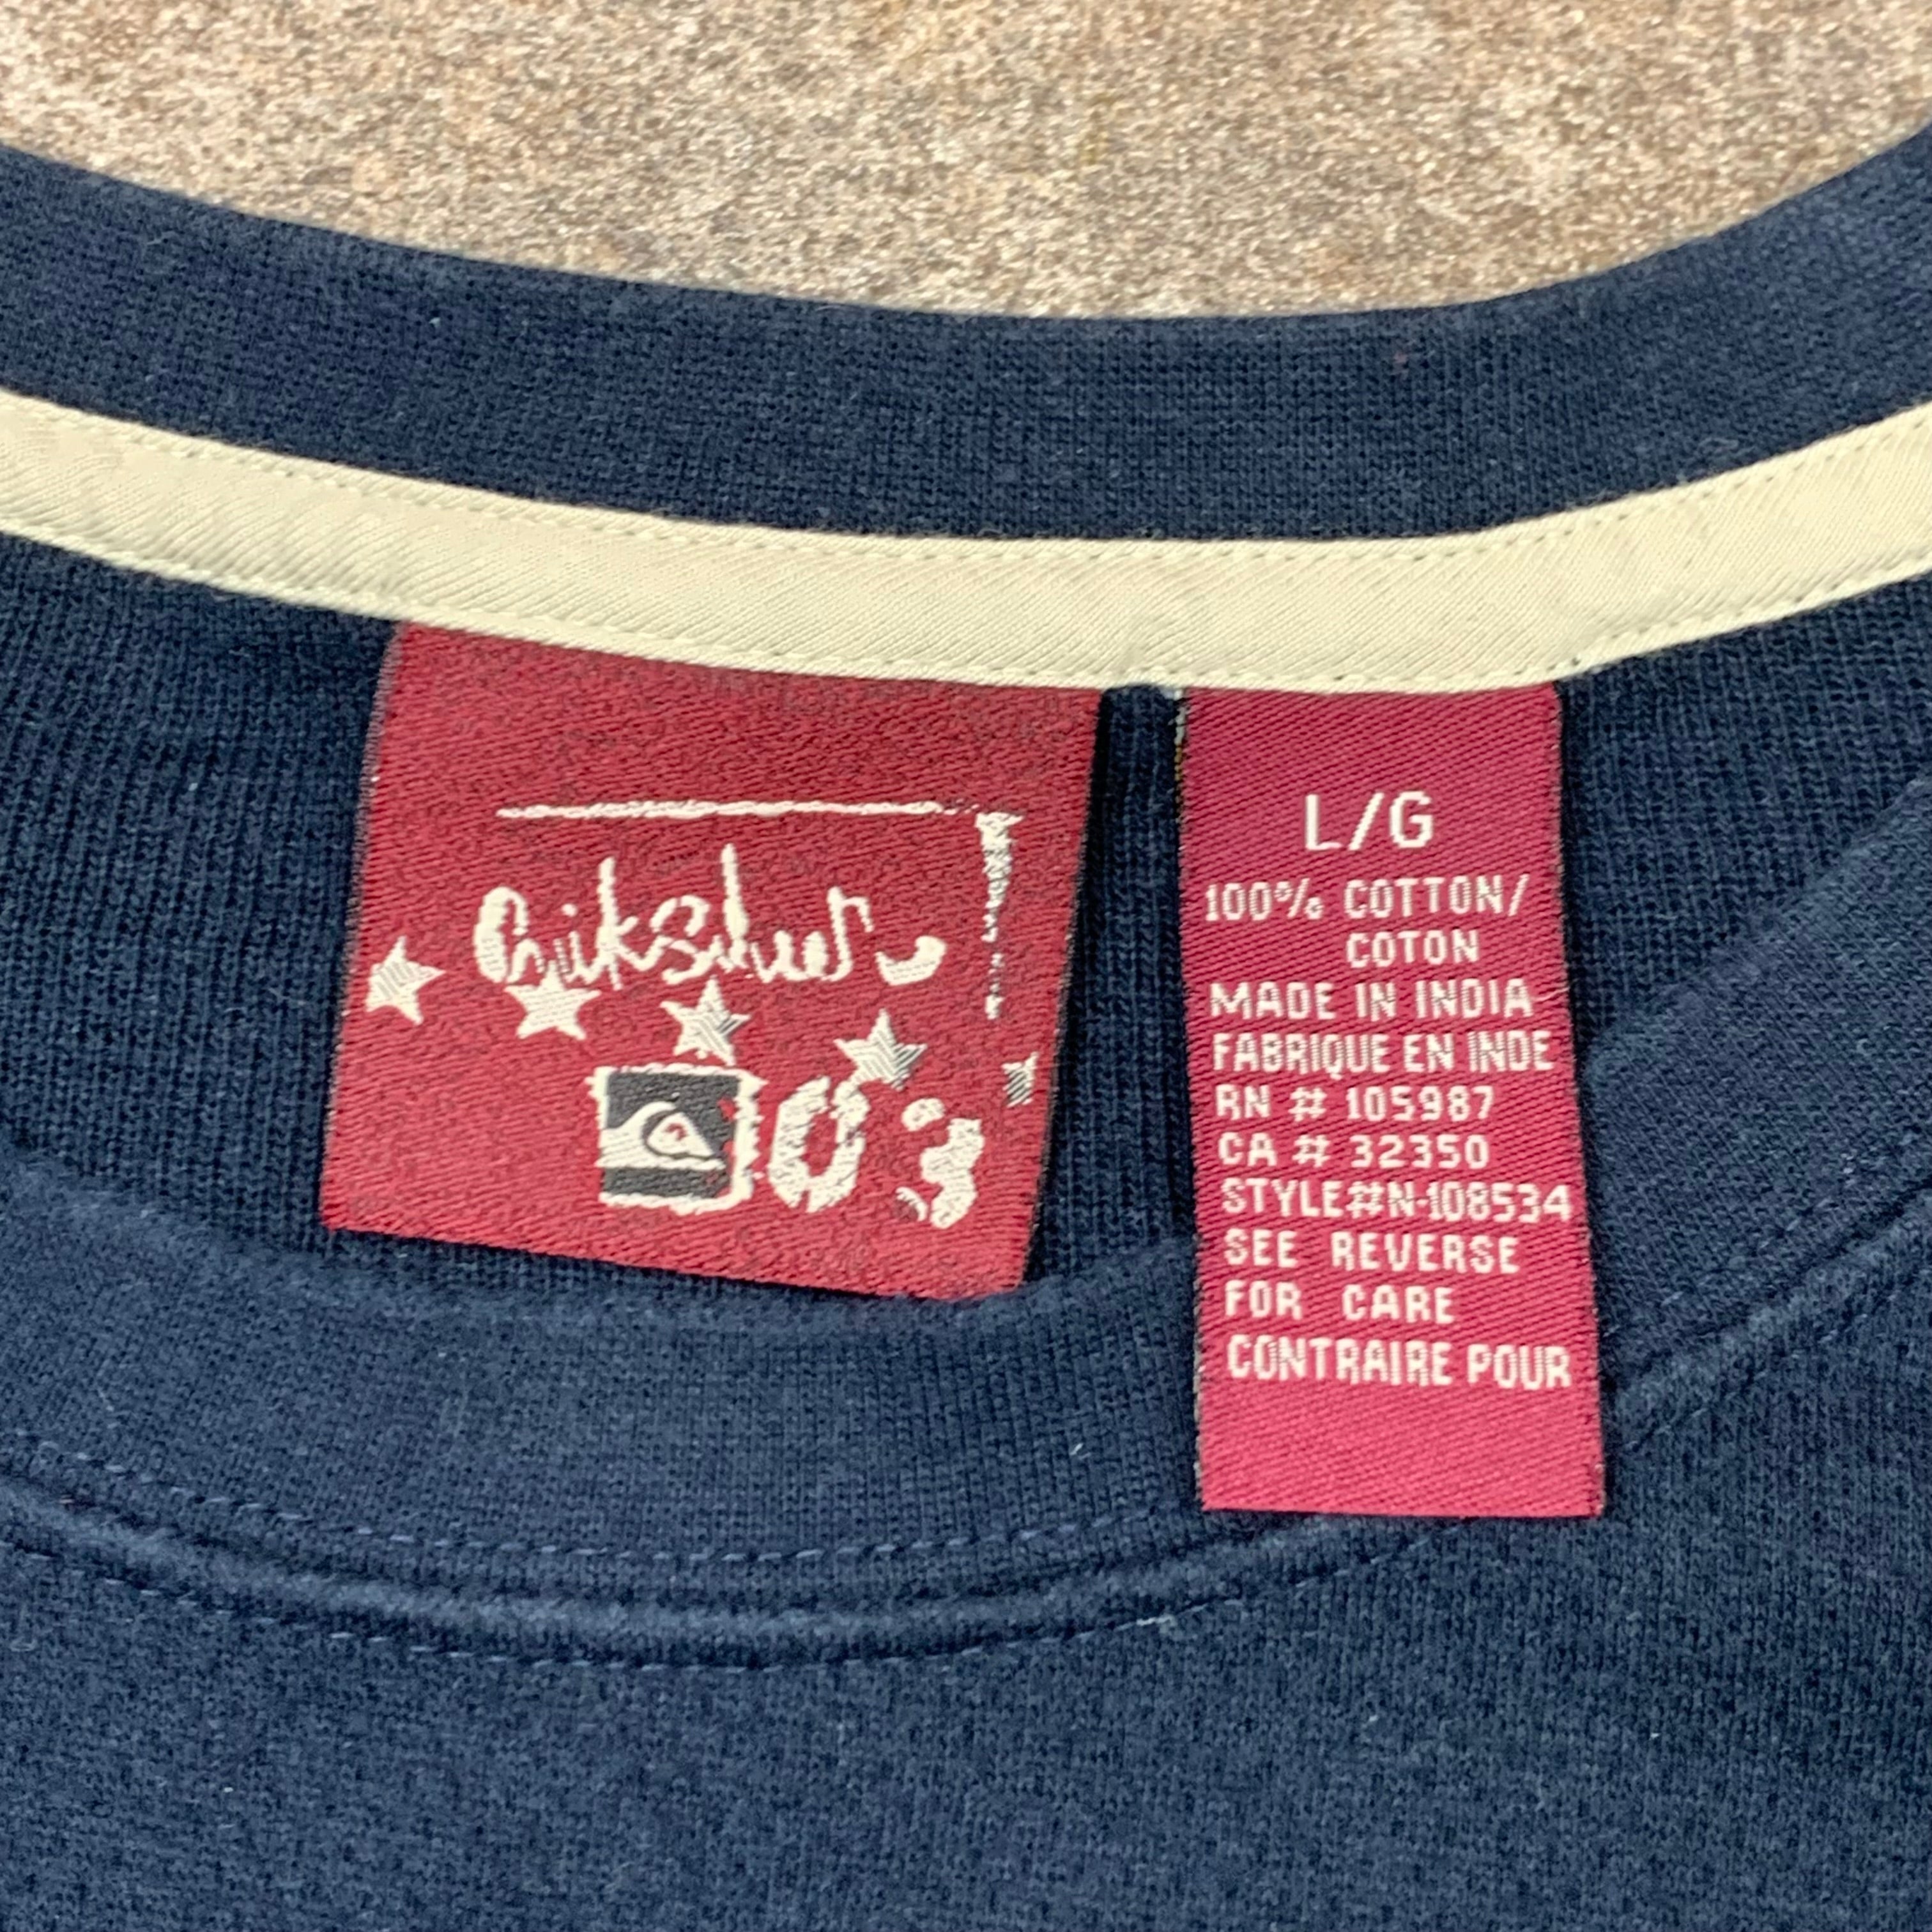 Quiksilver
03
L/G
100% COTTON/
COTON
MADE IN INDIA
FABRIQUE EN INDE
RN # 105987
CA # 32350
STYLE#N-108534
SEE REVERSE
FOR CARE
CONTRAIRE POUR